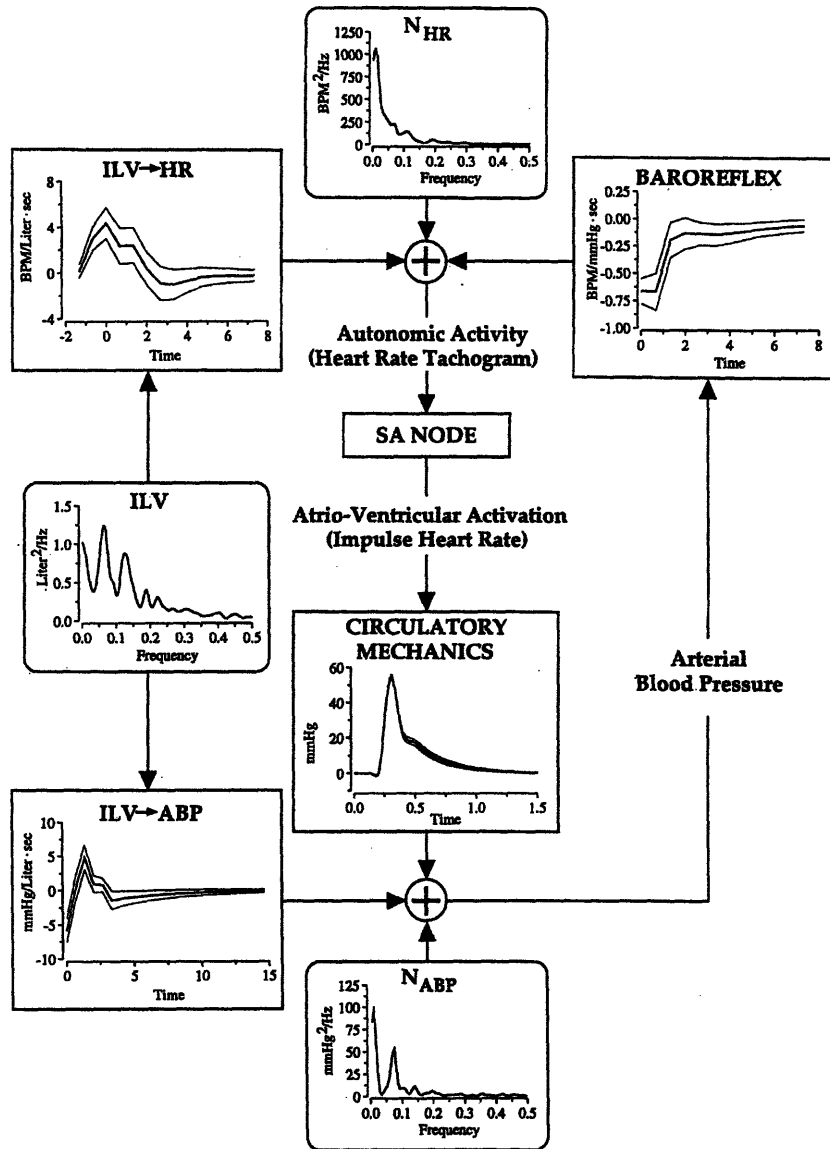 N_HR
BPM²/Hz
1250
1000
750
500
250
0
0.0 0.1 0.2 0.3 0.4 0.5
Frequency
ILV→HR
BPM/Liter·sec
8
4
0
-4
-2 0 2 4 6 8
Time
BAROREFLEX
BPM/mmHg·sec
0.25
0.00
-0.25
-0.50
-0.75
-1.00
0 2 4 6 8
Time
Autonomic Activity
(Heart Rate Tachogram)
SA NODE
ILV
Liter²/Hz
1.5
1.0
0.5
0.0
0.0 0.1 0.2 0.3 0.4 0.5
Frequency
Atrio-Ventricular Activation
(Impulse Heart Rate)
CIRCULATORY
MECHANICS
mmHg
60
40
20
0
0.0 0.5 1.0 1.5
Time
Arterial
Blood Pressure
ILV→ABP
mmHg/Liter·sec
10
5
0
-5
-10
0 5 10 15
Time
N_ABP
mmHg²/Hz
125
100
75
50
25
0
0.0 0.1 0.2 0.3 0.4 0.5
Frequency